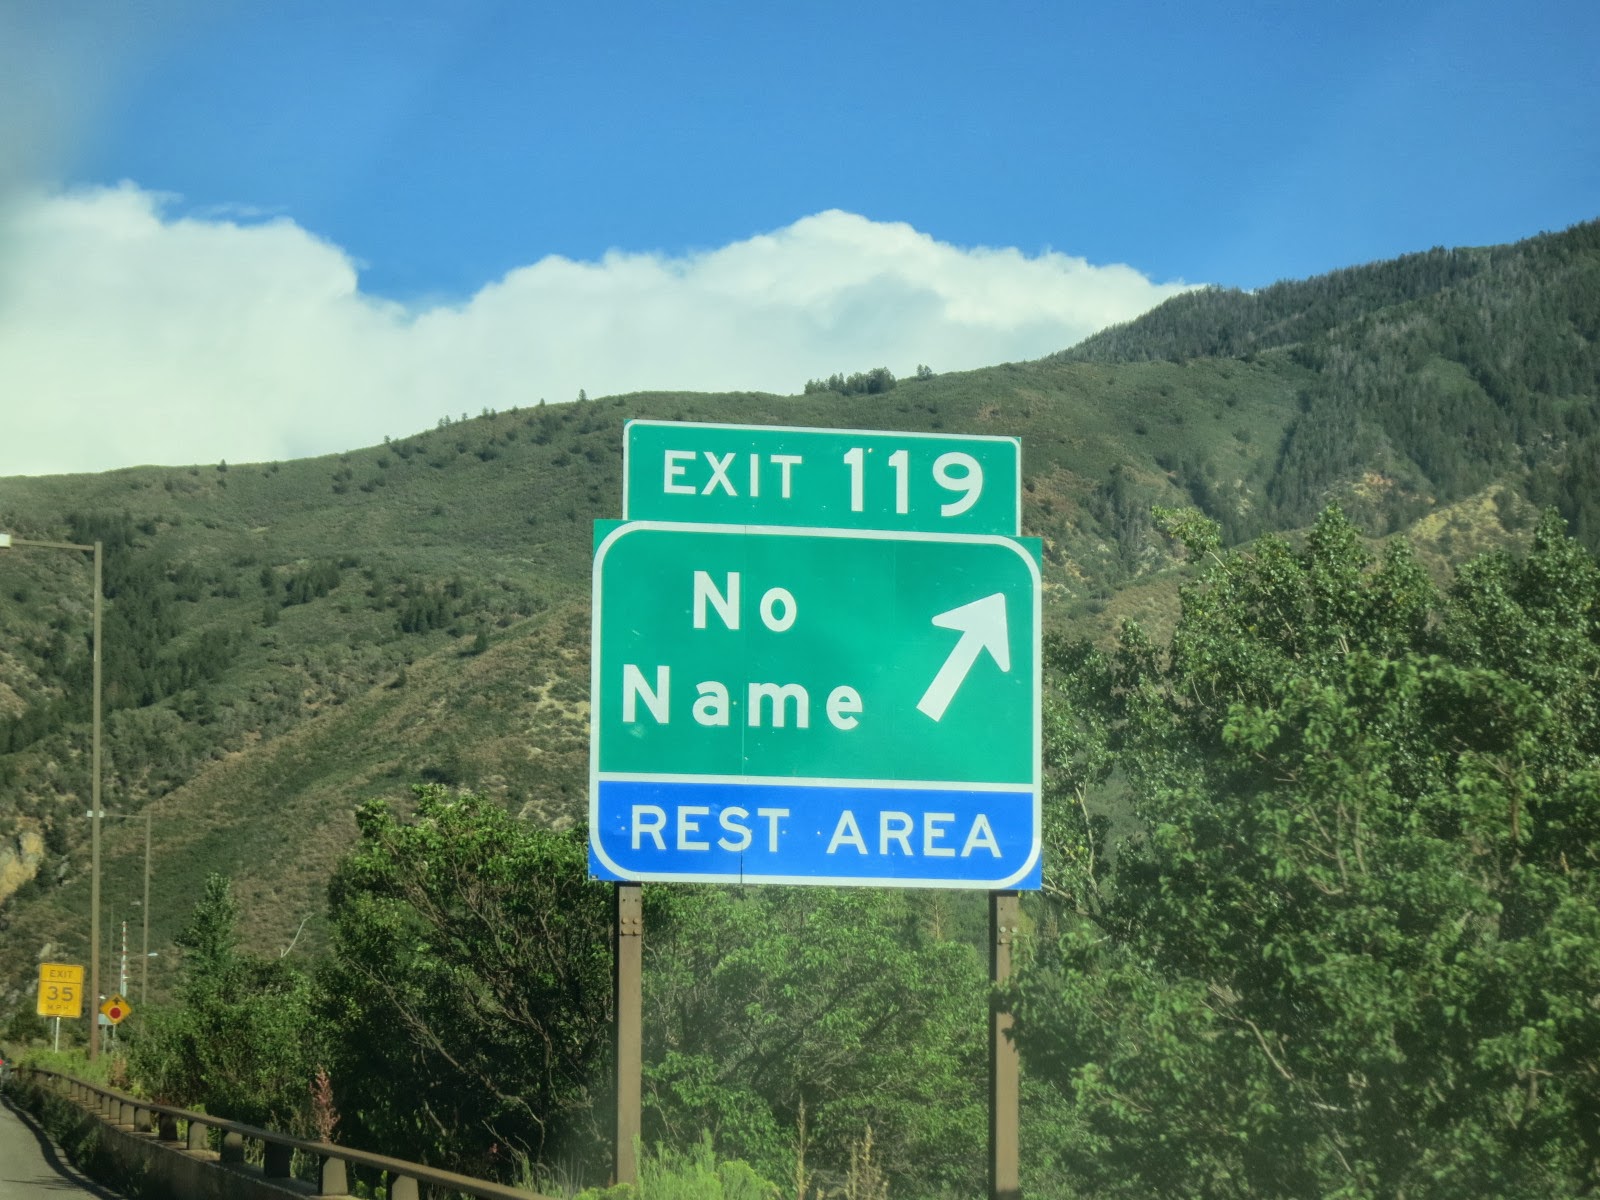 EXIT 119
No
Name
REST AREA
EXIT
35
M.P.H.